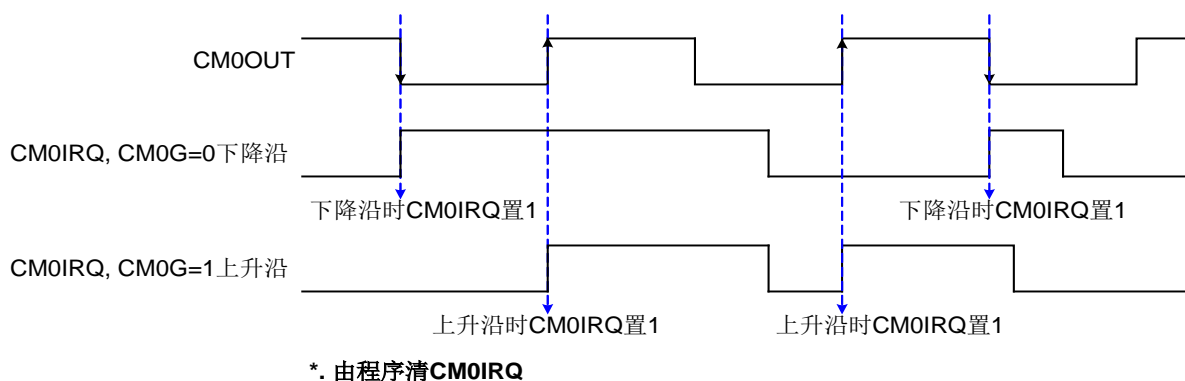 CM0OUT
CM0IRQ, CM0G=0下降沿
下降沿时CM0IRQ置1
下降沿时CM0IRQ置1
CM0IRQ, CM0G=1上升沿
上升沿时CM0IRQ置1
上升沿时CM0IRQ置1
*. 由程序清CM0IRQ